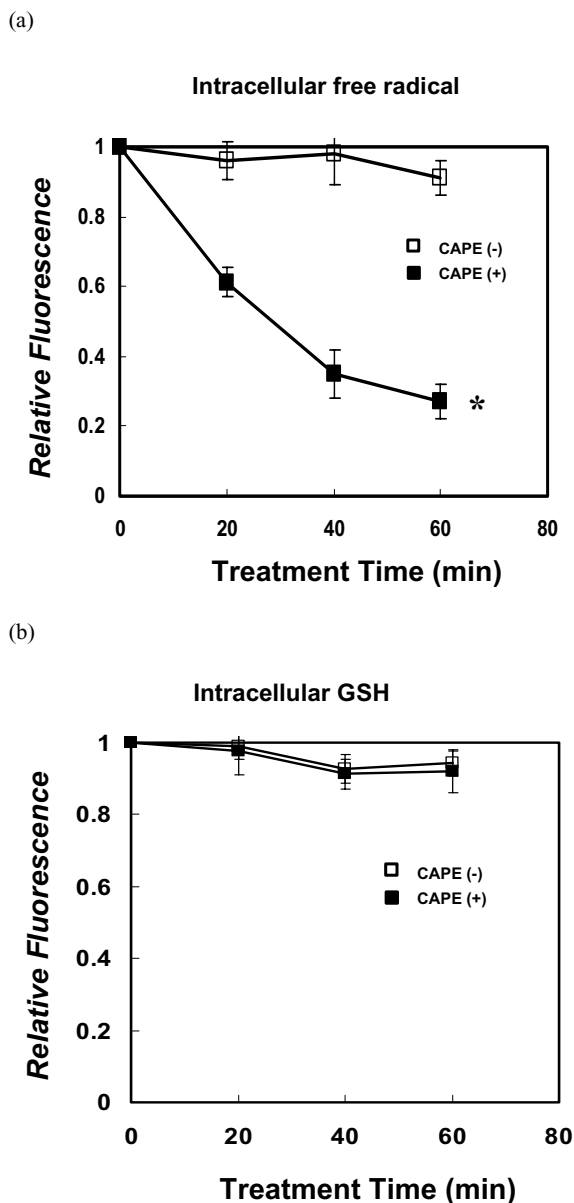 (a)
Intracellular free radical
1
0.8
0.6
0.4
0.2
0
CAPE (-)
CAPE (+)
*
0 20 40 60 80
Relative Fluorescence
Treatment Time (min)
(b)
Intracellular GSH
1
0.8
0.6
0.4
0.2
0
CAPE (-)
CAPE (+)
0 20 40 60 80
Relative Fluorescence
Treatment Time (min)